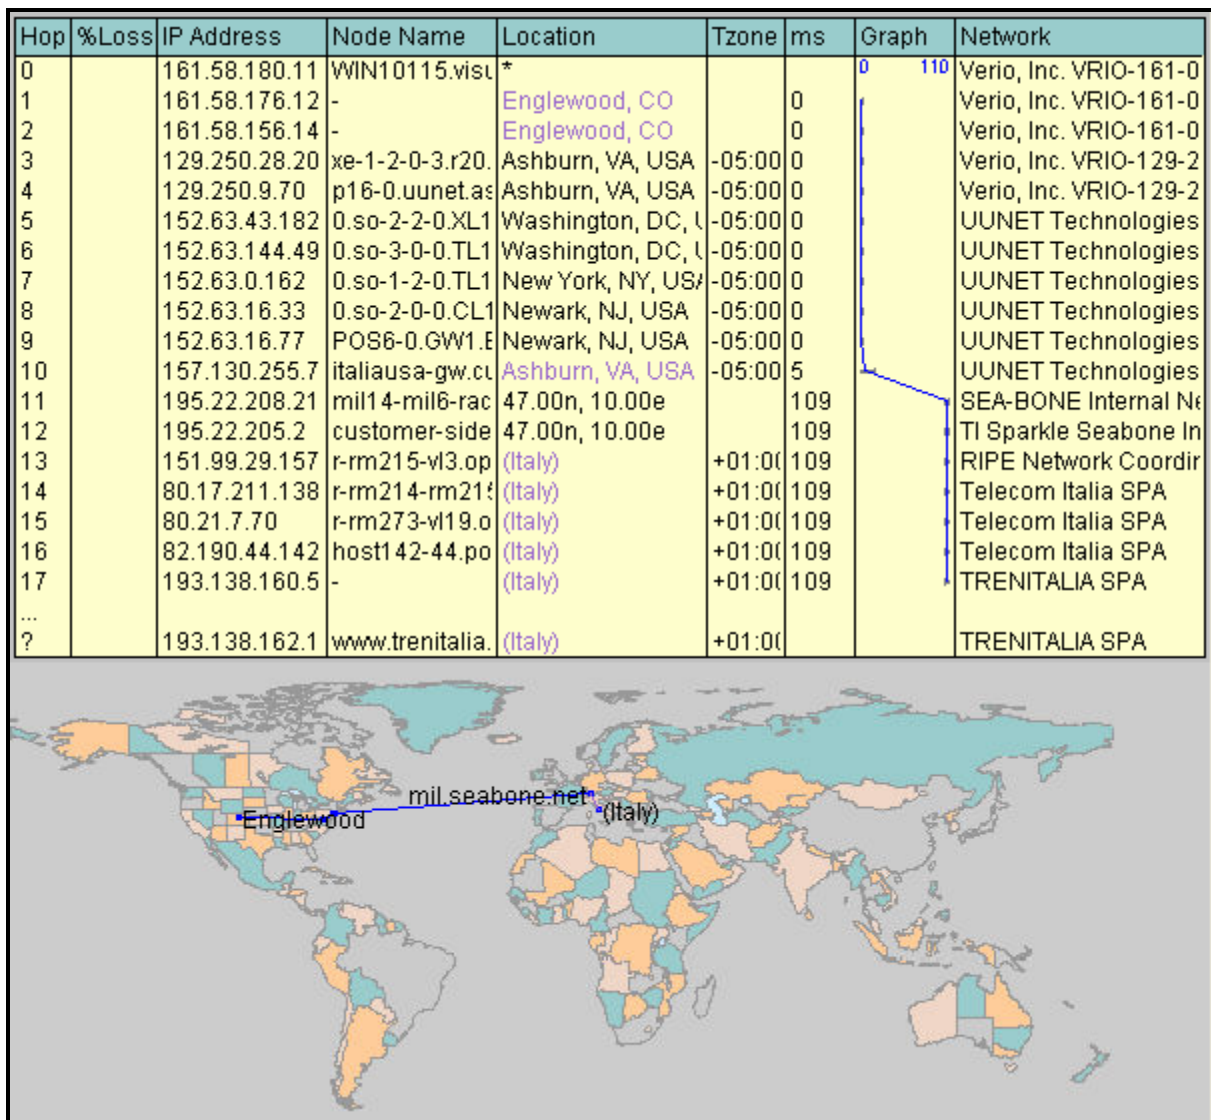 Hop %Loss IP Address Node Name Location Tzone ms Graph Network
0 161.58.180.11 WIN10115.visu * 0 110 Verio, Inc. VRIO-161-0
1 161.58.176.12 - Englewood, CO 0 Verio, Inc. VRIO-161-0
2 161.58.156.14 - Englewood, CO 0 Verio, Inc. VRIO-161-0
3 129.250.28.20 xe-1-2-0-3.r20. Ashburn, VA, USA -05:00 0 Verio, Inc. VRIO-129-2
4 129.250.9.70 p16-0.uunet.as Ashburn, VA, USA -05:00 0 Verio, Inc. VRIO-129-2
5 152.63.43.182 0.so-2-2-0.XL1 Washington, DC, -05:00 0 UUNET Technologies
6 152.63.144.49 0.so-3-0-0.TL1 Washington, DC, -05:00 0 UUNET Technologies
7 152.63.0.162 0.so-1-2-0.TL1 New York, NY, USA -05:00 0 UUNET Technologies
8 152.63.16.33 0.so-2-0-0.CL1 Newark, NJ, USA -05:00 0 UUNET Technologies
9 152.63.16.77 POS6-0.GW1.E Newark, NJ, USA -05:00 0 UUNET Technologies
10 157.130.255.7 italiausa-gw.cu Ashburn, VA, USA -05:00 5 UUNET Technologies
11 195.22.208.21 mil14-mil6-rac 47.00n, 10.00e 109 SEA-BONE Internal Ne
12 195.22.205.2 customer-side 47.00n, 10.00e 109 TI Sparkle Seabone In
13 151.99.29.157 r-rm215-vl3.op (Italy) +01:0( 109 RIPE Network Coordir
14 80.17.211.138 r-rm214-rm215 (Italy) +01:0( 109 Telecom Italia SPA
15 80.21.7.70 r-rm273-vl19.o (Italy) +01:0( 109 Telecom Italia SPA
16 82.190.44.142 host142-44.po (Italy) +01:0( 109 Telecom Italia SPA
17 193.138.160.5 - (Italy) +01:0( 109 TRENITALIA SPA
...
? 193.138.162.1 www.trenitalia. (Italy) +01:0( TRENITALIA SPA
mil.seabone.net
(Italy)
Englewood